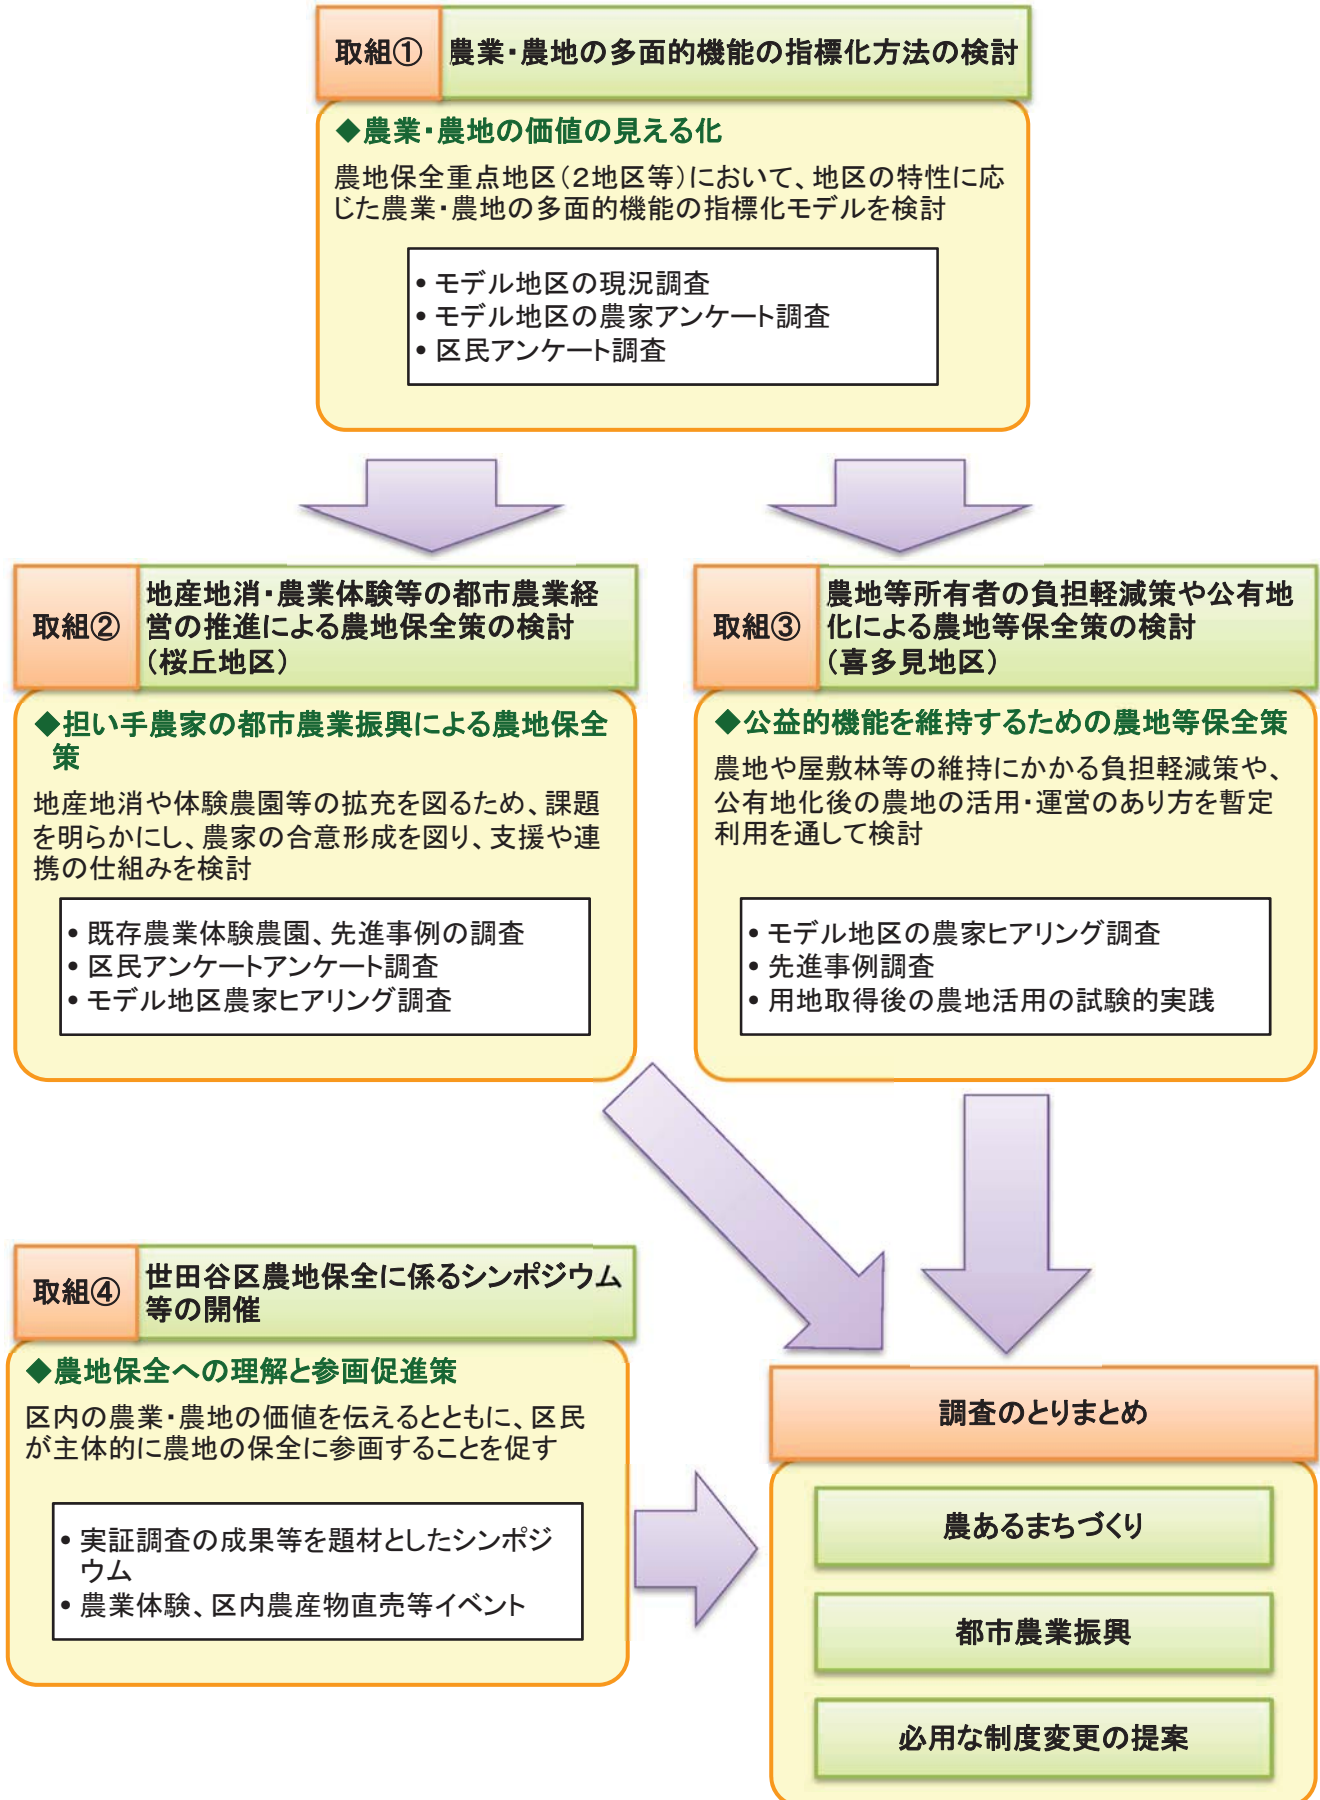 取組①
農業・農地の多面的機能の指標化方法の検討
◆農業・農地の価値の見える化
農地保全重点地区（２地区等）において、地区の特性に応
じた農業・農地の多面的機能の指標化モデルを検討
• モデル地区の現況調査
• モデル地区の農家アンケート調査
• 区民アンケート調査
取組②
地産地消・農業体験等の都市農業経
営の推進による農地保全策の検討
（桜丘地区）
◆担い手農家の都市農業振興による農地保全
策
地産地消や体験農園等の拡充を図るため、課題
を明らかにし、農家の合意形成を図り、支援や連
携の仕組みを検討
• 既存農業体験農園、先進事例の調査
• 区民アンケートアンケート調査
• モデル地区農家ヒアリング調査
取組③
農地等所有者の負担軽減策や公有地
化による農地等保全策の検討
（喜多見地区）
◆公益的機能を維持するための農地等保全策
農地や屋敷林等の維持にかかる負担軽減策や、
公有地化後の農地の活用・運営のあり方を暫定
利用を通して検討
• モデル地区の農家ヒアリング調査
• 先進事例調査
• 用地取得後の農地活用の試験的実践
取組④
世田谷区農地保全に係るシンポジウム
等の開催
◆農地保全への理解と参画促進策
区内の農業・農地の価値を伝えるとともに、区民
が主体的に農地の保全に参画することを促す
• 実証調査の成果等を題材としたシンポジ
ウム
• 農業体験、区内農産物直売等イベント
調査のとりまとめ
農あるまちづくり
都市農業振興
必用な制度変更の提案